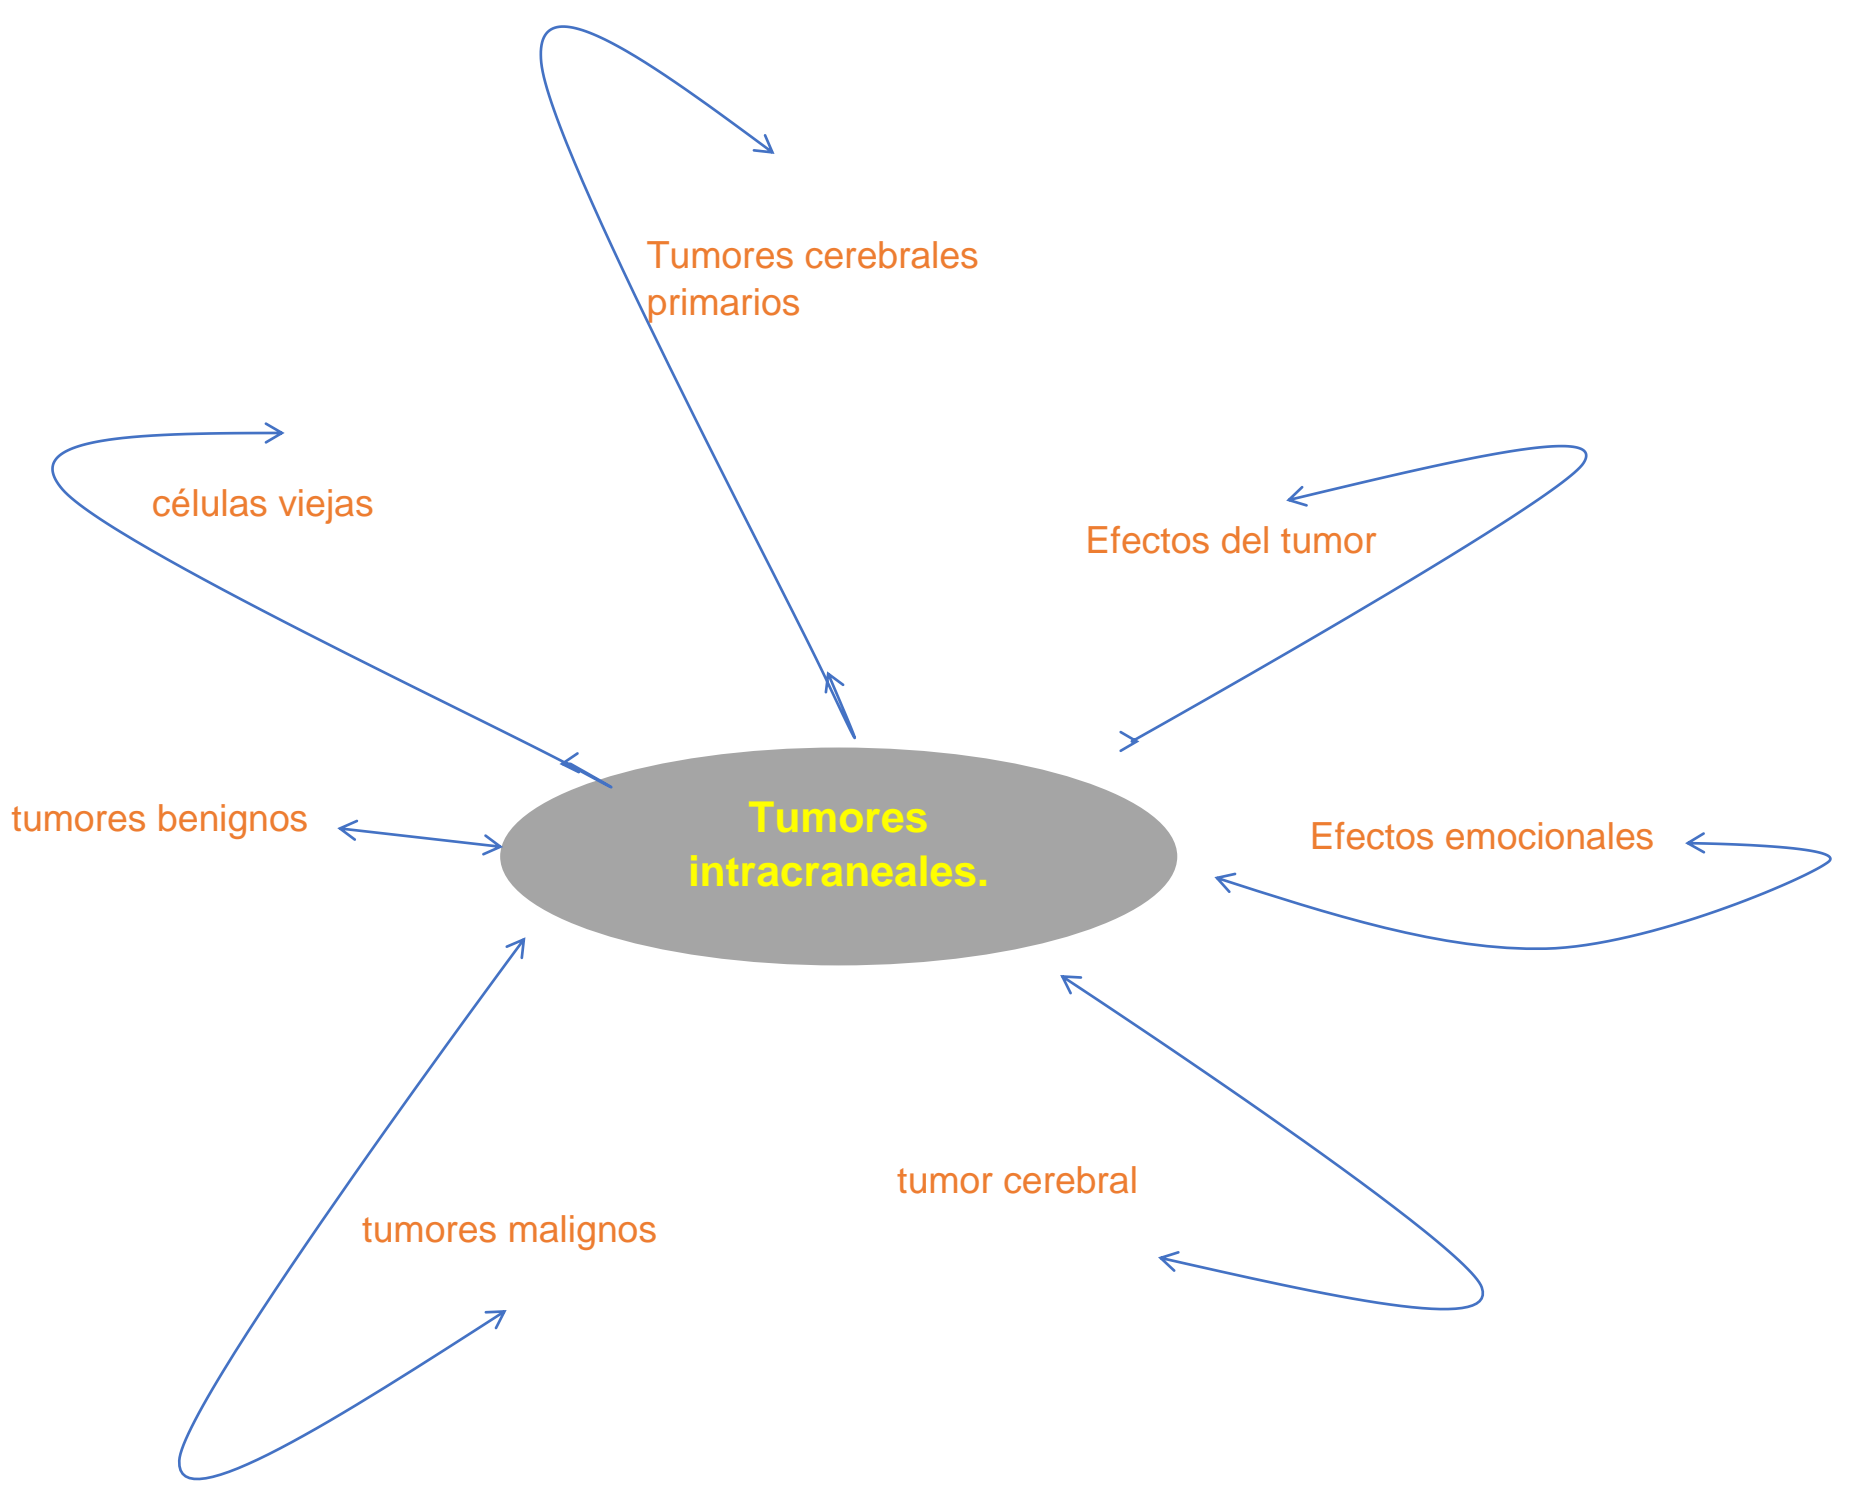 Tumores cerebrales
primarios
células viejas
Efectos del tumor
tumores benignos
Tumores
intracraneales.
Efectos emocionales
tumor cerebral
tumores malignos